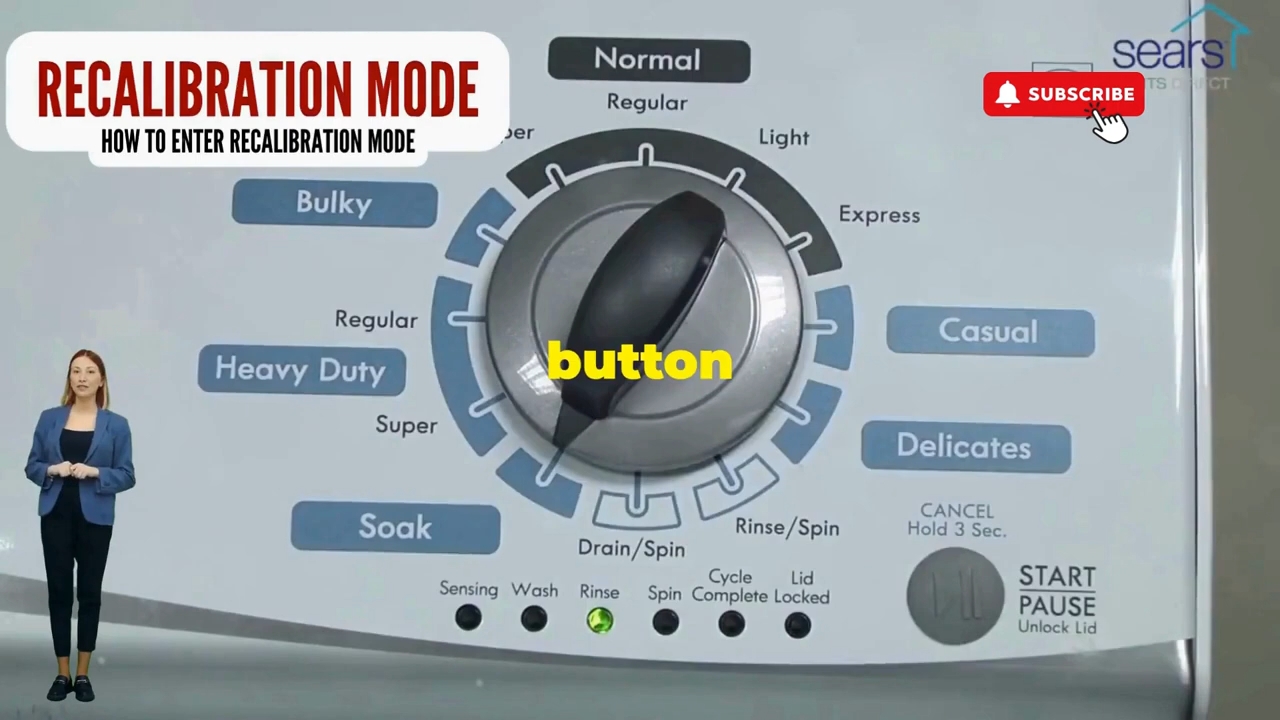 RECALIBRATION MODE
HOW TO ENTER RECALIBRATION MODE
sears
SUBSCRIBE
Normal
Regular
Light
Bulky
Express
Regular
Casual
Heavy Duty
button
Super
Delicates
Soak
Rinse/Spin
Drain/Spin
CANCEL
Hold 3 Sec.
Sensing
Wash
Rinse
Spin
Cycle
Complete
Lid
Locked
START
PAUSE
Unlock Lid